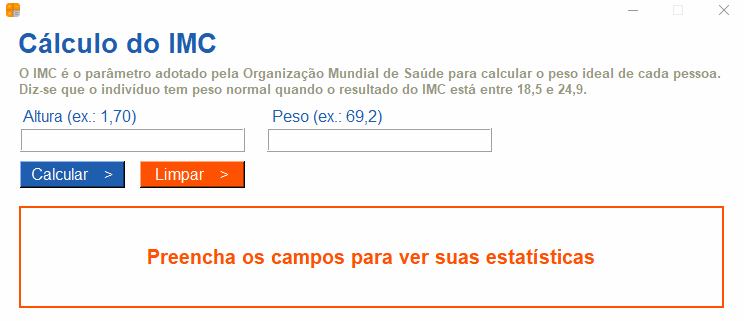 Cálculo do IMC
O IMC é o parâmetro adotado pela Organização Mundial de Saúde para calcular o peso ideal de cada pessoa.
Diz-se que o indivíduo tem peso normal quando o resultado do IMC está entre 18,5 e 24,9.
Altura (ex.: 1,70) Peso (ex.: 69,2)
Calcular > Limpar >
Preencha os campos para ver suas estatísticas